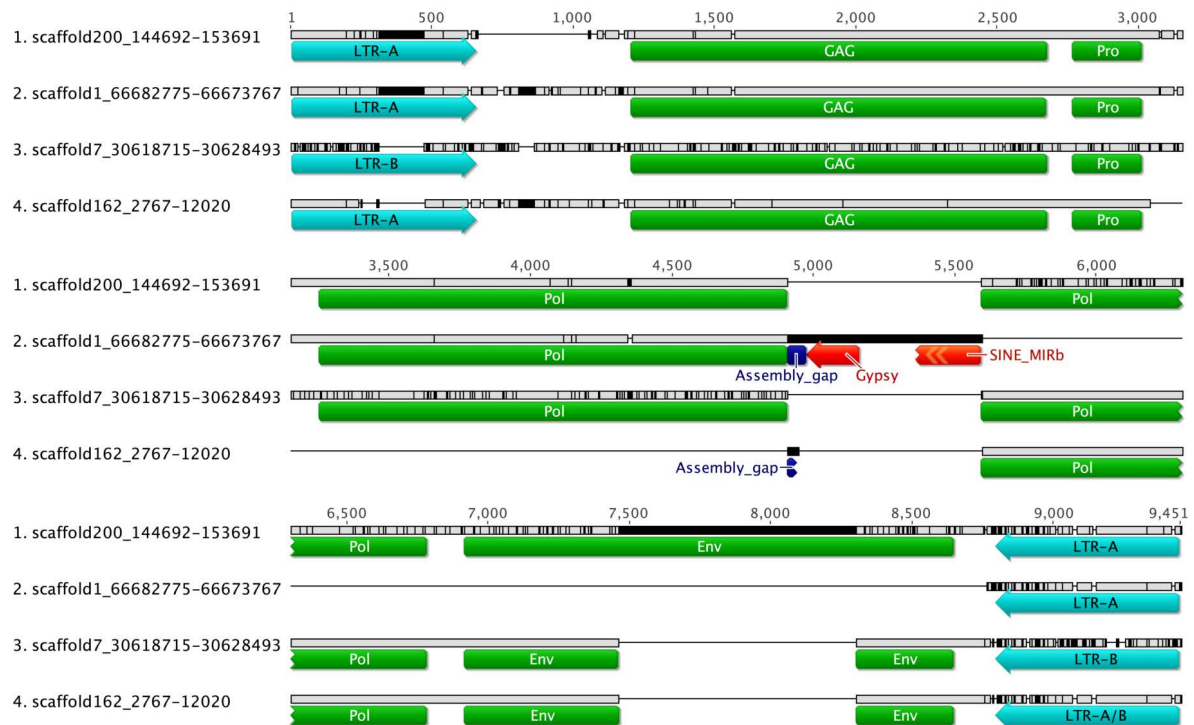 1 500 1,000 1,500 2,000 2,500 3,000
1. scaffold200_144692-153691
LTR-A GAG Pro
2. scaffold1_66682775-66673767
LTR-A GAG Pro
3. scaffold7_30618715-30628493
LTR-B GAG Pro
4. scaffold162_2767-12020
LTR-A GAG Pro
3,500 4,000 4,500 5,000 5,500 6,000
1. scaffold200_144692-153691
Pol Pol
2. scaffold1_66682775-66673767
Pol SINE_MIRb
Assembly_gap Gypsy
3. scaffold7_30618715-30628493
Pol Pol
4. scaffold162_2767-12020
Assembly_gap Pol
6,500 7,000 7,500 8,000 8,500 9,000 9,451
1. scaffold200_144692-153691
Pol Env LTR-A
2. scaffold1_66682775-66673767
LTR-A
3. scaffold7_30618715-30628493
Pol Env Env LTR-B
4. scaffold162_2767-12020
Pol Env Env LTR-A/B